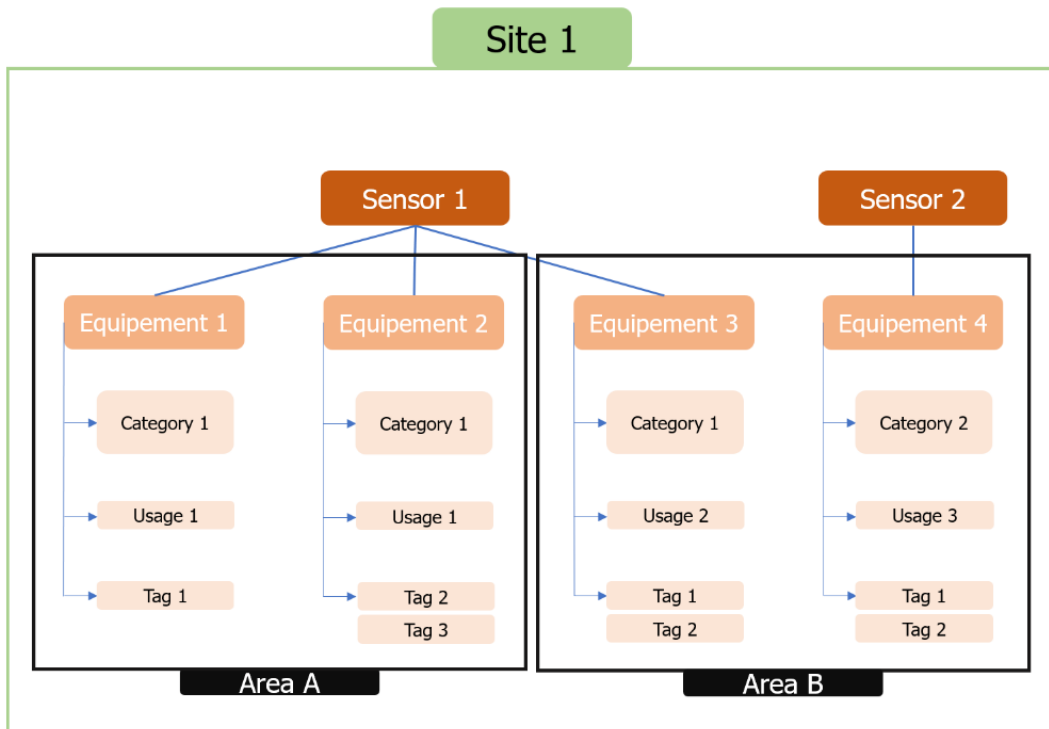 Site 1
Sensor 1
Sensor 2
Equipement 1
Equipement 2
Equipement 3
Equipement 4
Category 1
Category 1
Category 1
Category 2
Usage 1
Usage 1
Usage 2
Usage 3
Tag 1
Tag 2
Tag 1
Tag 1
Tag 3
Tag 2
Tag 2
Area A
Area B